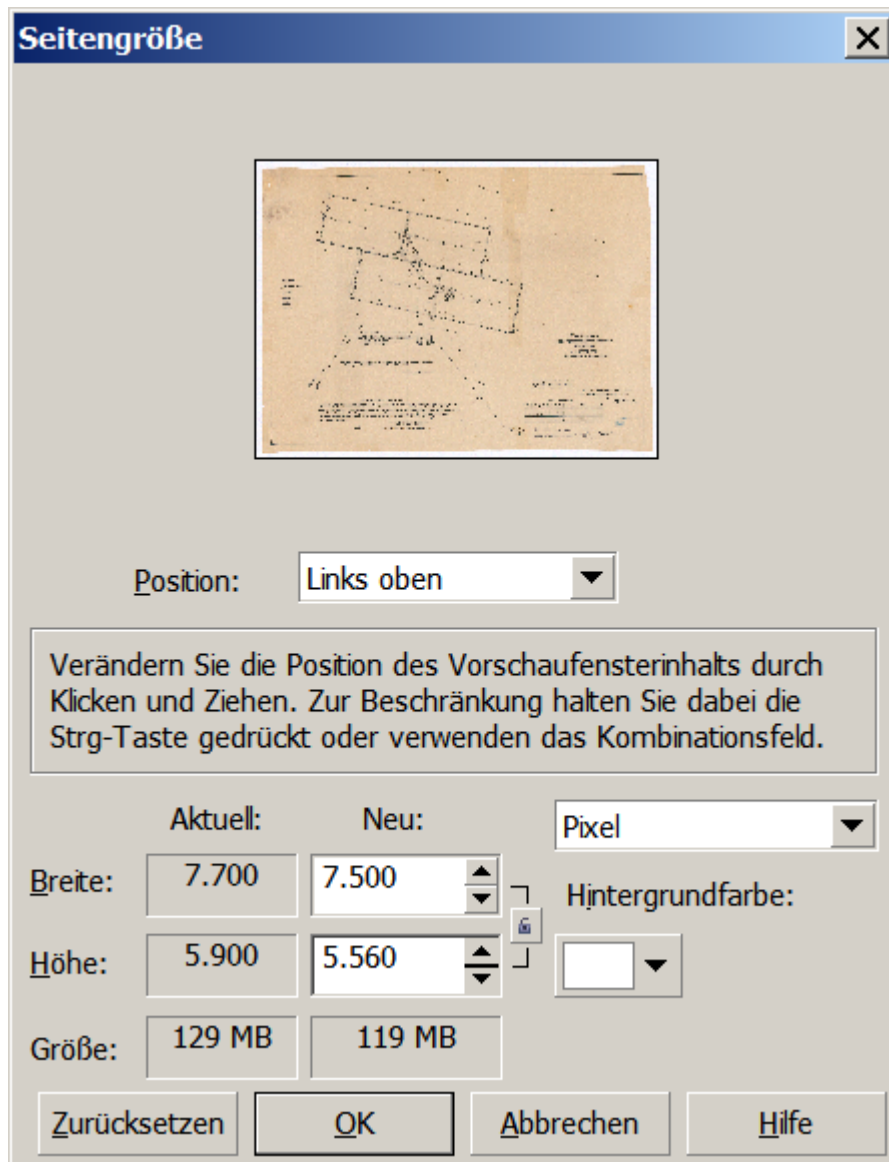 Seitengröße
Position: Links oben
Verändern Sie die Position des Vorschaufensterinhalts durch
Klicken und Ziehen. Zur Beschränkung halten Sie dabei die
Strg-Taste gedrückt oder verwenden das Kombinationsfeld.
Aktuell: Neu: Pixel
Breite: 7.700 7.500 Hintergrundfarbe:
Höhe: 5.900 5.560
Größe: 129 MB 119 MB
Zurücksetzen OK Abbrechen Hilfe